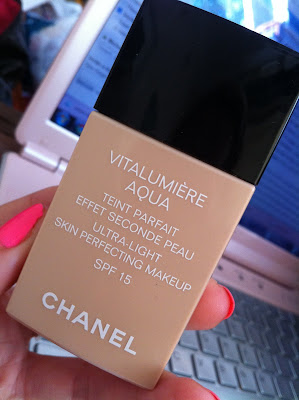 VITALUMIÈRE
AQUA
TEINT PARFAIT
EFFET SECONDE PEAU
ULTRA-LIGHT
SKIN PERFECTING MAKEUP
SPF 15
CHANEL